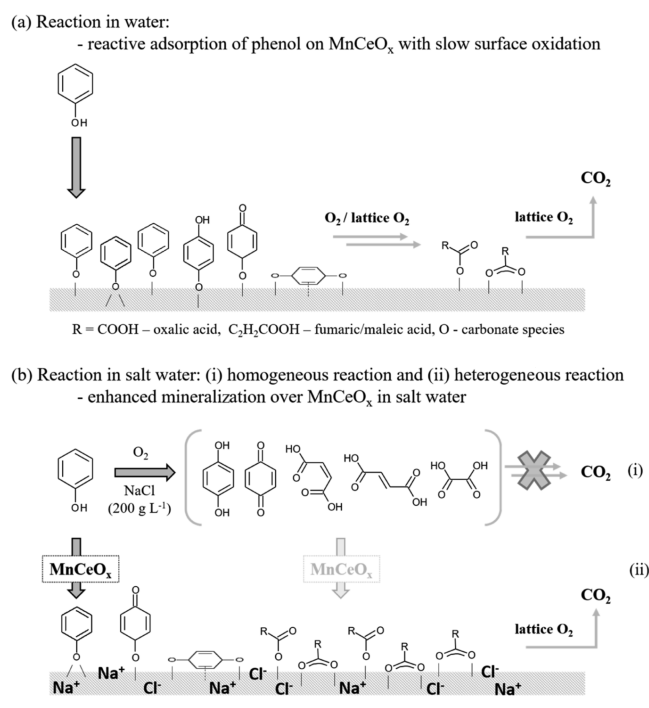 (a) Reaction in water:
- reactive adsorption of phenol on MnCeOx with slow surface oxidation
OH
CO2
OH
O
O2 / lattice O2
lattice O2
R
O
R
O
O
O
O
O
O
O
O
O
O
R = COOH – oxalic acid, C2H2COOH – fumaric/maleic acid, O - carbonate species
(b) Reaction in salt water: (i) homogeneous reaction and (ii) heterogeneous reaction
- enhanced mineralization over MnCeOx in salt water
OH
O
HO
O
O
OH
HO
OH
O2
CO2
(i)
NaCl
HO
O
O
O
(200 g L-1)
OH
OH
O
O
OH
OH
MnCeOx
MnCeOx
(ii)
O
CO2
R
O
R
O
R
R
R
lattice O2
O
O
O
O
O
O
O
O
O
O
O
O
Na+
Cl-
Cl-
Na+
Cl-
Na+
Cl-
Na+
Cl-
Na+